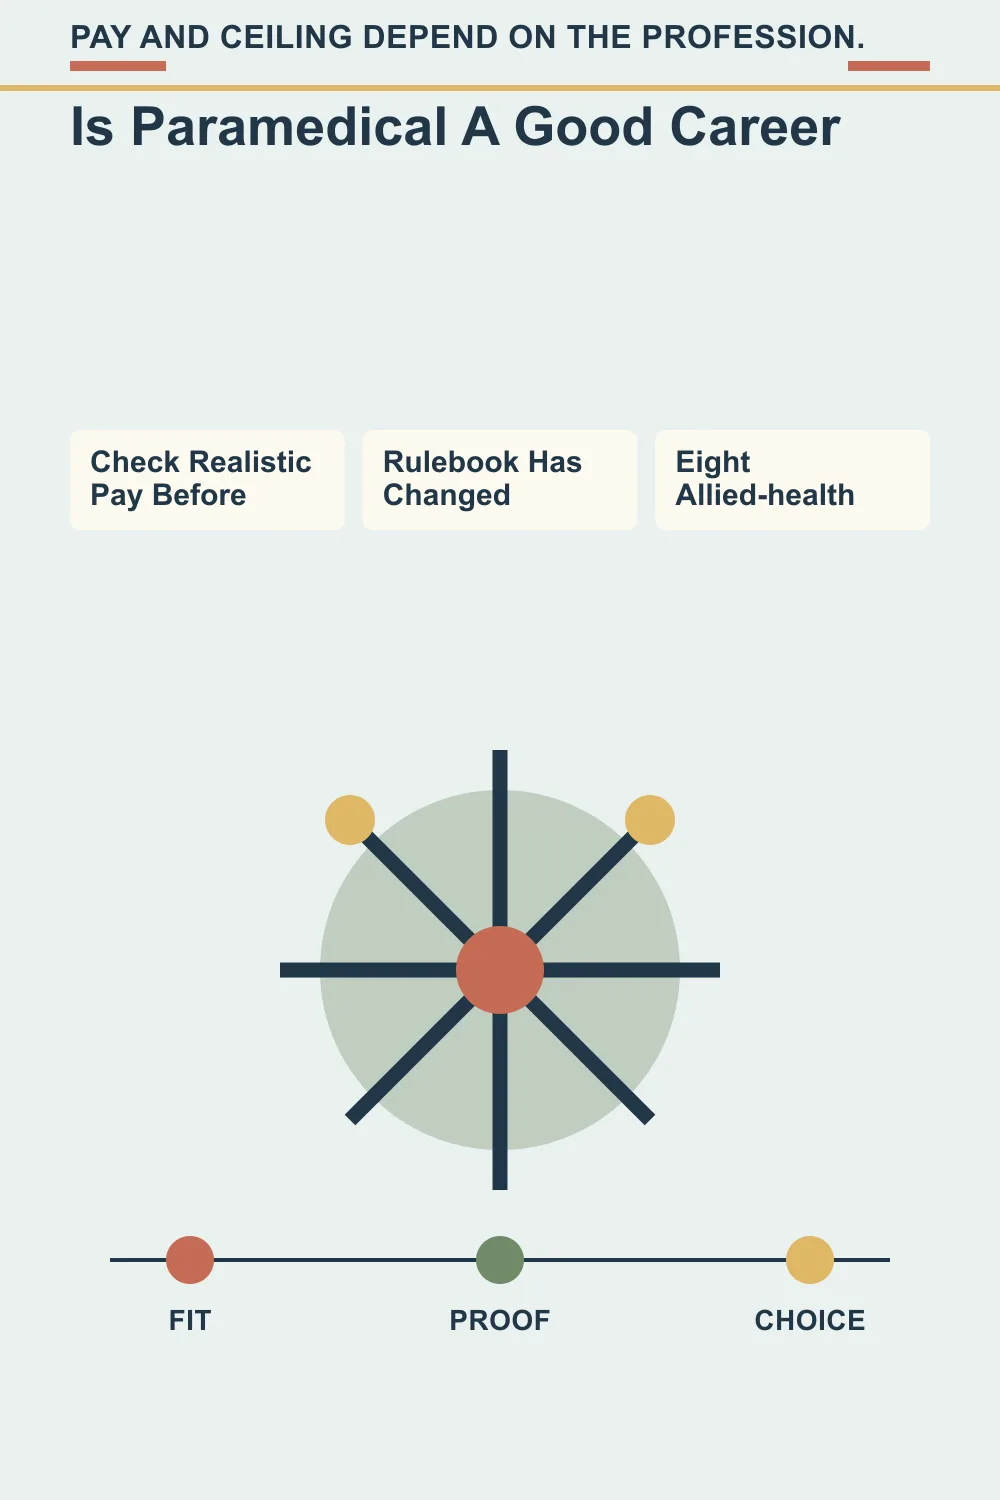 PAY AND CEILING DEPEND ON THE PROFESSION.
Is Paramedical A Good Career
Check Realistic
Pay Before
Rulebook Has
Changed
Eight
Allied-health
FIT
PROOF
CHOICE